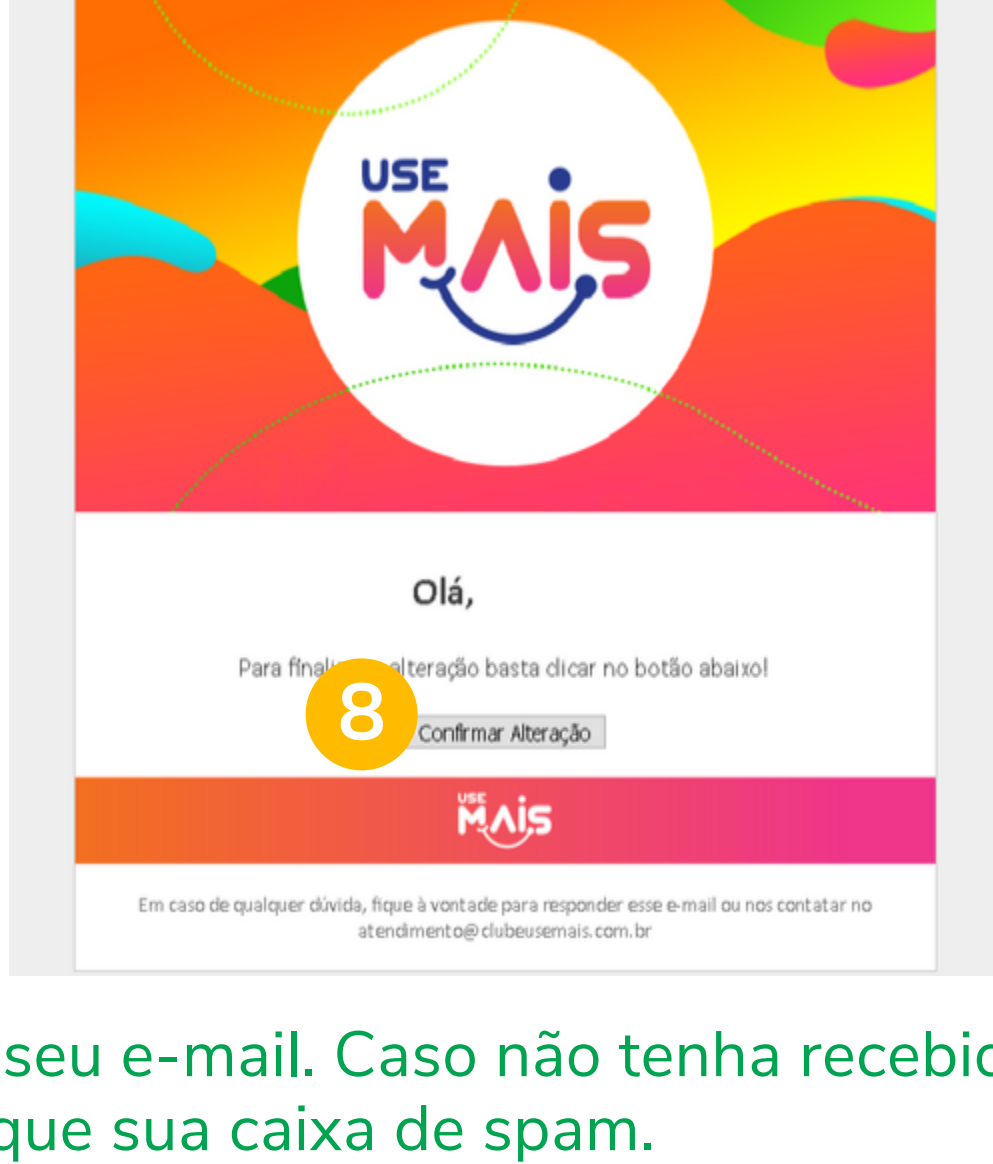 USE
MAIS
Olá,
Para alteração basta clicar no botão abaixo!
8
Confirmar Alteração
USE
MAIS
Em caso de qualquer dúvida, fique à vontade para responder esse e-mail ou nos contatar no
atendimento@clubeusemais.com.br
seu e-mail. Caso não tenha
que sua caixa de spam.